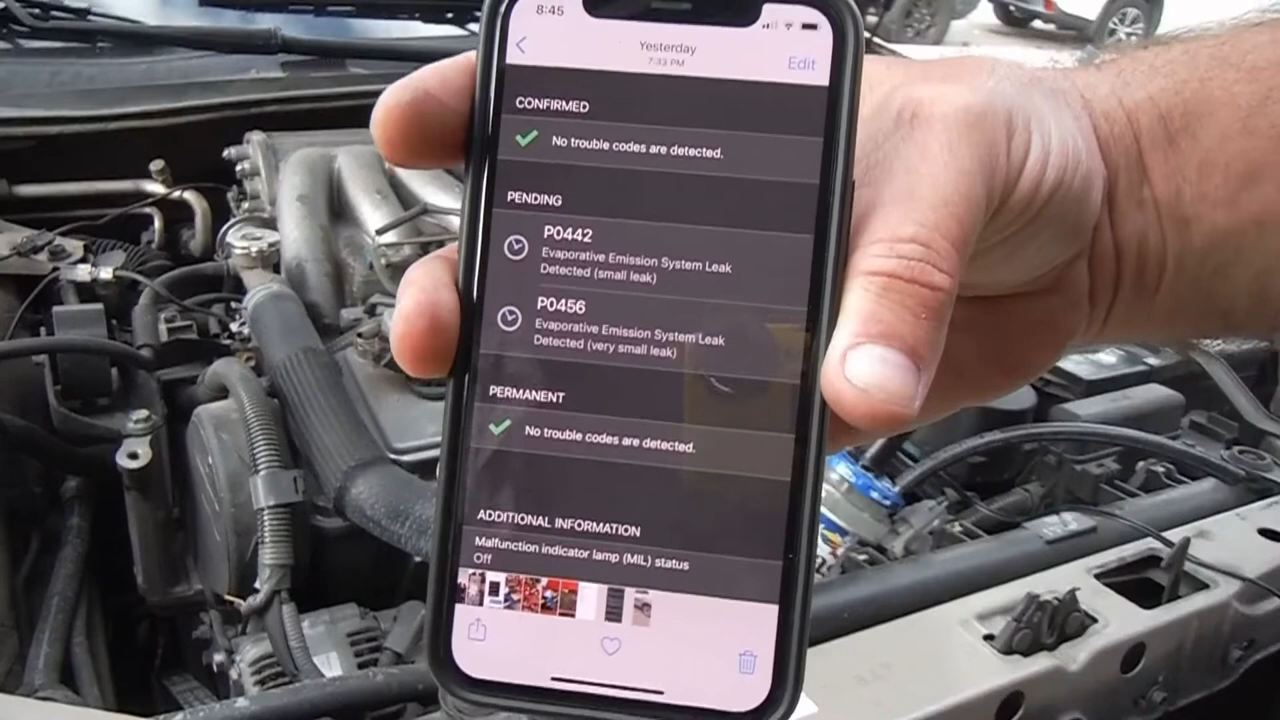 8:45
Yesterday
7:33 PM
Edit
CONFIRMED
No trouble codes are detected.
PENDING
P0442
Evaporative Emission System Leak
Detected (small leak)
P0456
Evaporative Emission System Leak
Detected (very small leak)
PERMANENT
No trouble codes are detected.
ADDITIONAL INFORMATION
Malfunction indicator lamp (MIL) status
Off